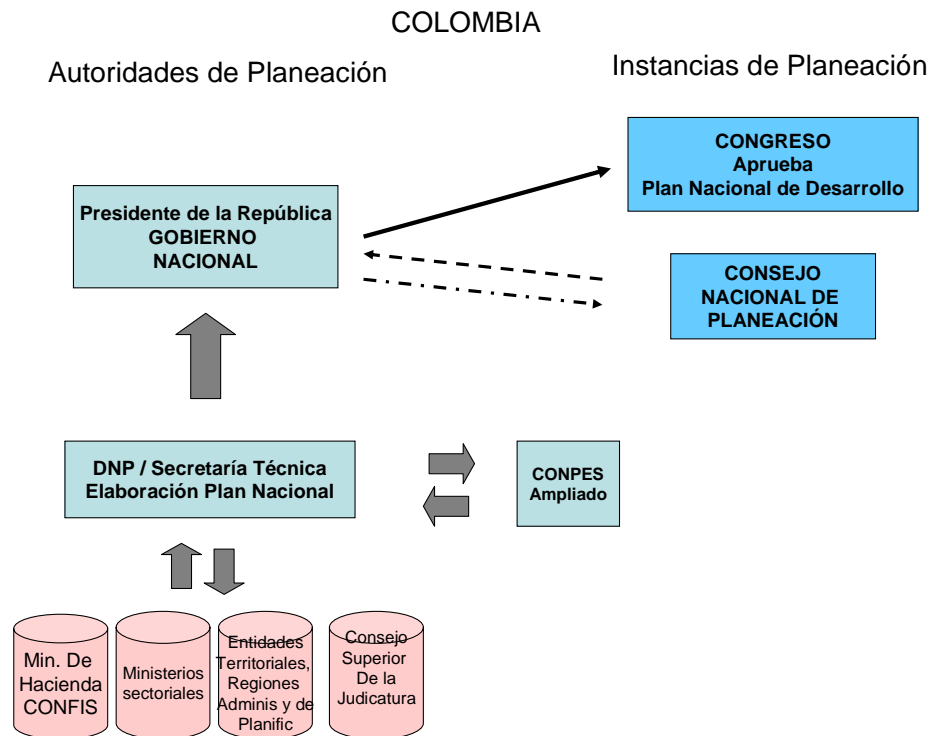 COLOMBIA
Autoridades de Planeación
Instancias de Planeación
CONGRESO
Aprueba
Plan Nacional de Desarrollo
Presidente de la República
GOBIERNO
NACIONAL
CONSEJO
NACIONAL DE
PLANEACIÓN
DNP / Secretaría Técnica
Elaboración Plan Nacional
CONPES
Ampliado
Min. De
Hacienda
CONFIS
Ministerios
sectoriales
Entidades
Territoriales,
Regiones
Adminis y de
Planific
Consejo
Superior
De la
Judicatura